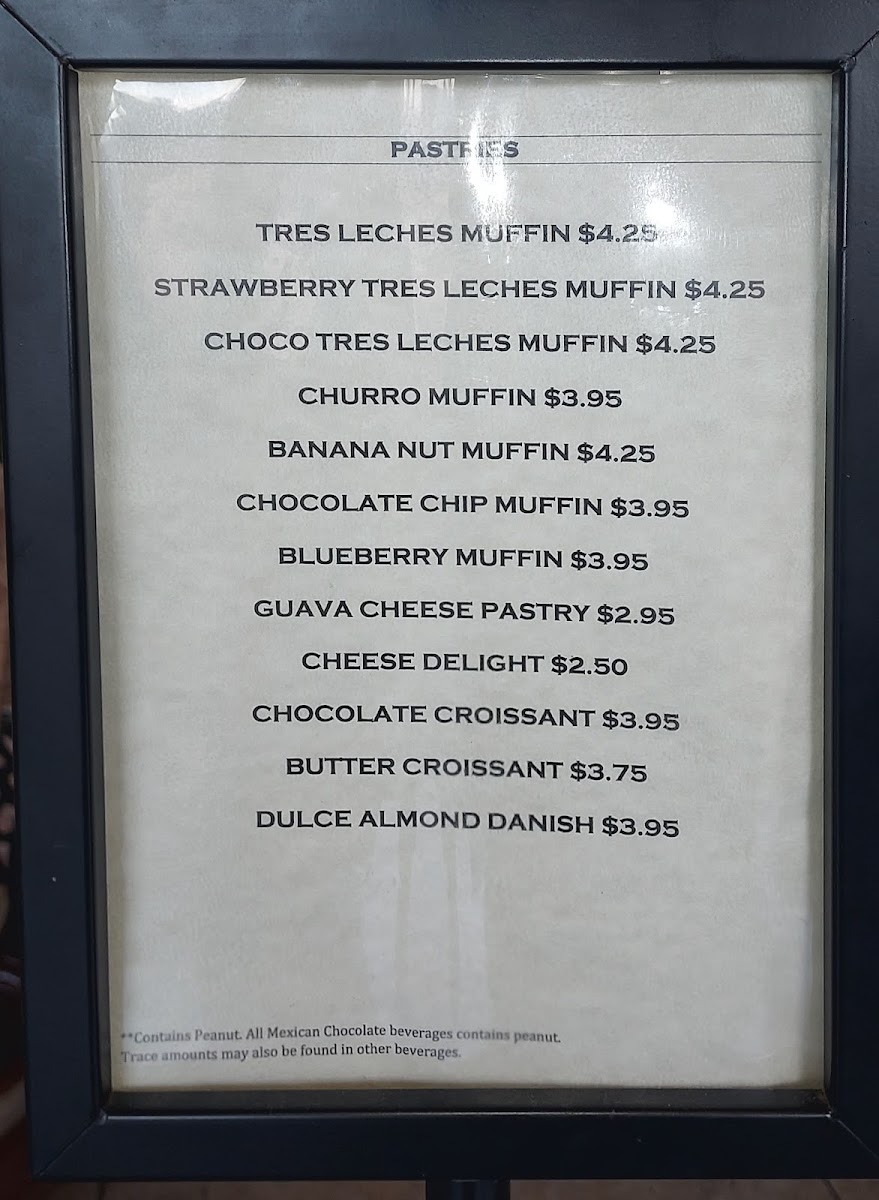 PASTRIES
TRES LECHES MUFFIN $4.25
STRAWBERRY TRES LECHES MUFFIN $4.25
CHOCO TRES LECHES MUFFIN $4.25
CHURRO MUFFIN $3.95
BANANA NUT MUFFIN $4.25
CHOCOLATE CHIP MUFFIN $3.95
BLUEBERRY MUFFIN $3.95
GUAVA CHEESE PASTRY $2.95
CHEESE DELIGHT $2.50
CHOCOLATE CROISSANT $3.95
BUTTER CROISSANT $3.75
DULCE ALMOND DANISH $3.95
**Contains Peanut. All Mexican Chocolate beverages contains peanut.
Trace amounts may also be found in other beverages.